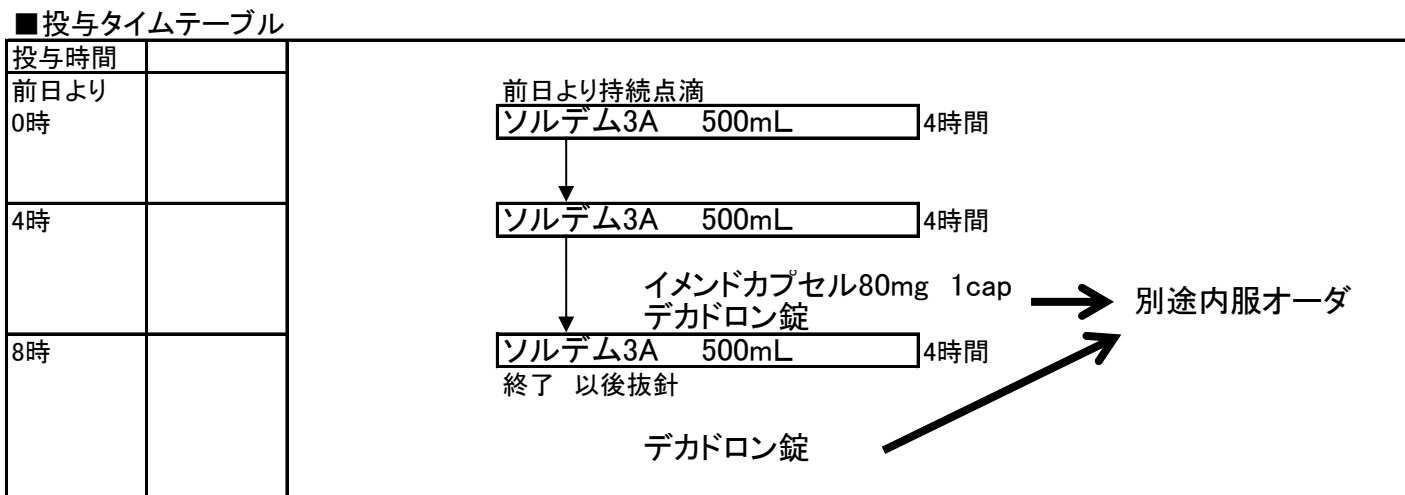 ■投与タイムテーブル
投与時間
前日より 前日より持続点滴
0時 ソルデム3A 500mL 4時間
4時 ソルデム3A 500mL 4時間
イメンドカプセル80mg 1cap
デカドロン錠
別途内服オーダ
8時 ソルデム3A 500mL 4時間
終了 以後抜針
デカドロン錠